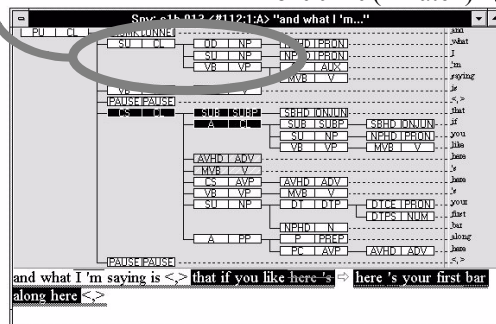 Spy: s1b-013 <#112:1:A> "and what I 'm..."
PU CL
and
SU CL OD NP NPHD PRON what
SU NP NPHD PRON I
VB VP AUX 'm
MVB V saying
VB is
PAUSE PAUSE <,>
CS CL SUB SUBP SBHD CONJUN that
A CL SUB SUBP SBHD CONJUN if
SU NP NPHD PRON you
VB VP MVB V like
AVHD ADV here
MVB V 's
CS AVP AVHD ADV here
VB VP MVB V 's
SU NP DT DTP DTCE PRON your
DTPS NUM first
NPHD N bar
A PP P PREP along
PC AVP AVHD ADV here
PAUSE PAUSE <,>
and what I 'm saying is <,> that if you like here 's ⇨ here 's your first bar
along here <,>